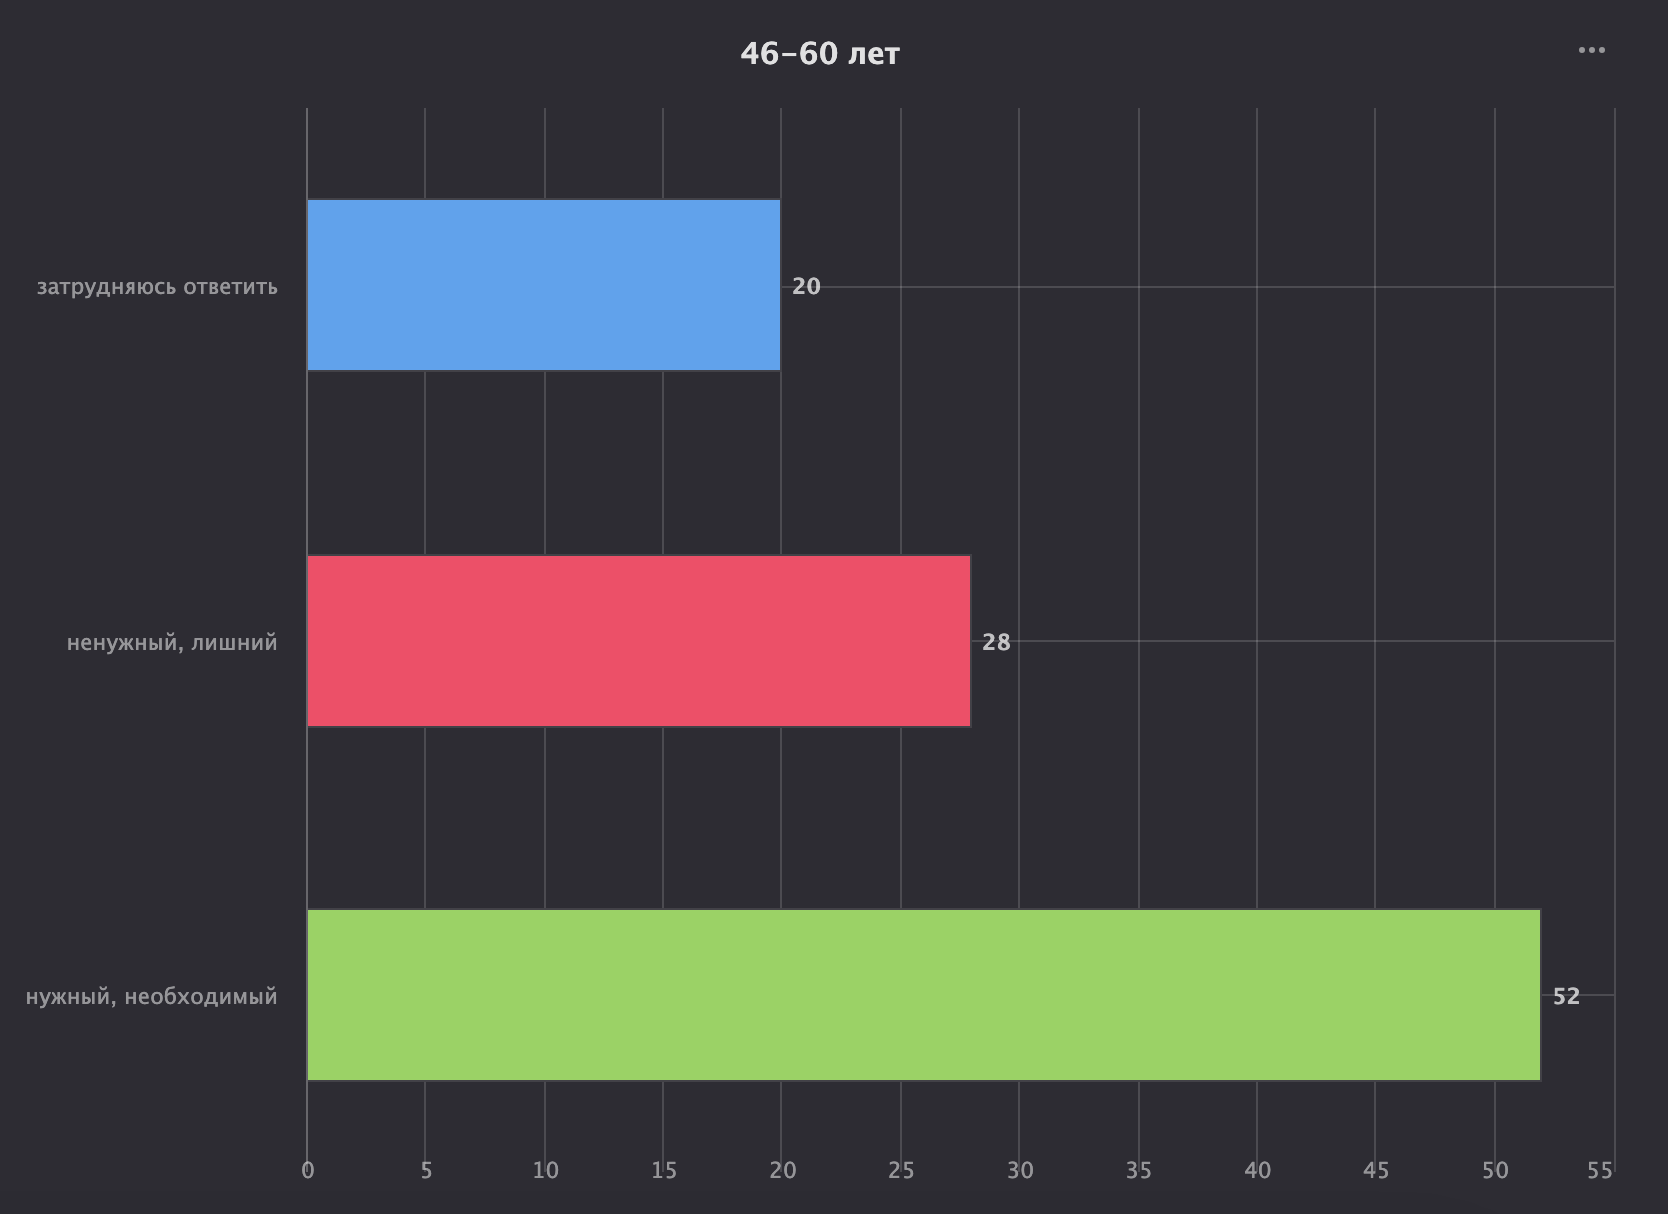 46–60 лет
затрудняюсь ответить
20
ненужный, лишний
28
нужный, необходимый
52
0 5 10 15 20 25 30 35 40 45 50 55